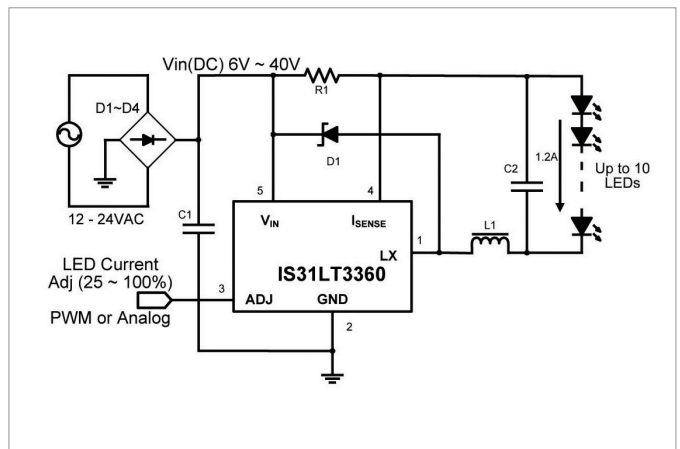 Vin(DC) 6V ~ 40V
R1
D1~D4
D1
1.2A
C2
Up to 10
LEDs
12 - 24VAC
C1
5
4
VIN
ISENSE
1
L1
LX
IS31LT3360
LED Current
Adj (25 ~ 100%)
3
ADJ
GND
PWM or Analog
2